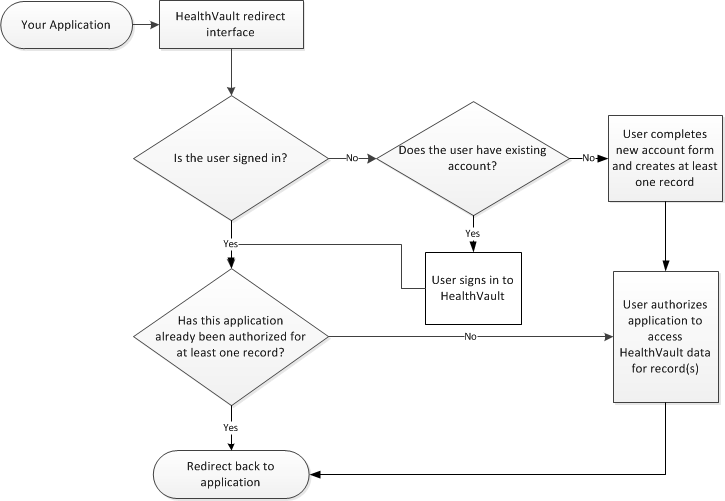 Your Application
HealthVault redirect
interface
Is the user signed in?
No
Does the user have existing
account?
No
User completes
new account form
and creates at least
one record
Yes
Yes
User signs in to
HealthVault
Has this application
already been authorized for
at least one record?
No
User authorizes
application to
access
HealthVault data
for record(s)
Yes
Redirect back to
application